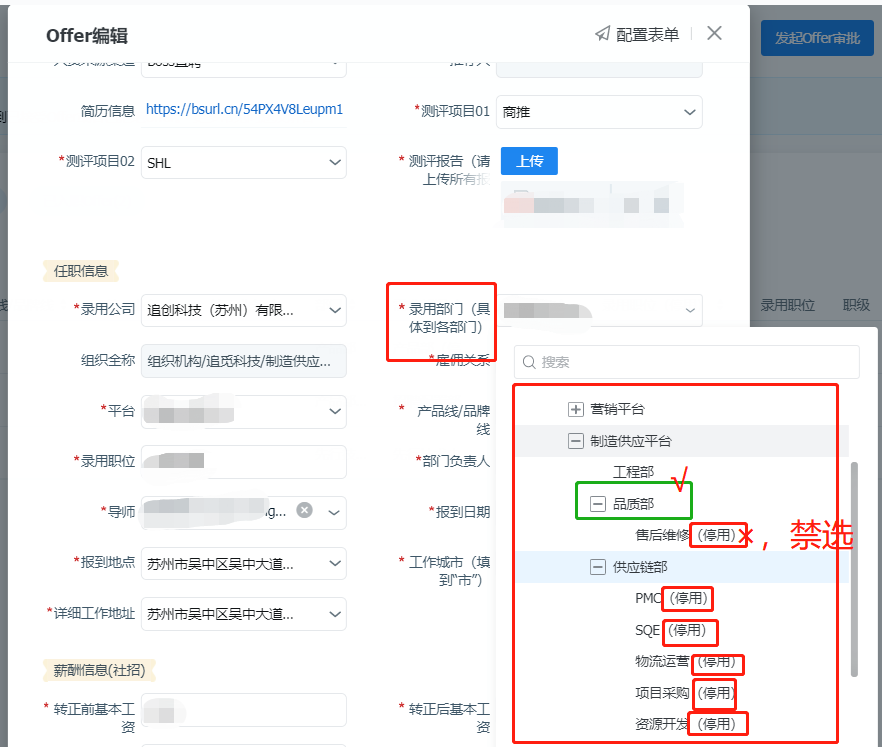 Offer编辑
配置表单
发起Offer审批
简历信息
https://bsurl.cn/54PX4V8Leupm1
*测评项目01
商推
*测评项目02
SHL
*测评报告（请
上传所有报
上传
任职信息
*录用公司
追创科技（苏州）有限...
*录用部门（具
体到各部门）
录用职位
职级
组织全称
组织机构/追觅科技/制造供应...
*雇佣关系
搜索
*平台
*产品线/品牌
线
营销平台
制造供应平台
*录用职位
*部门负责人
工程部
√
品质部
*导师
g...
*报到日期
售后维修(停用)
×，禁选
*报到地点
苏州市吴中区吴中大道...
*工作城市（填
到“市”）
供应链部
PMC(停用)
*详细工作地址
苏州市吴中区吴中大道...
SQE(停用)
物流运营(停用)
薪酬信息(社招)
项目采购(停用)
*转正前基本工
资
*转正后基本工
资
资源开发(停用)